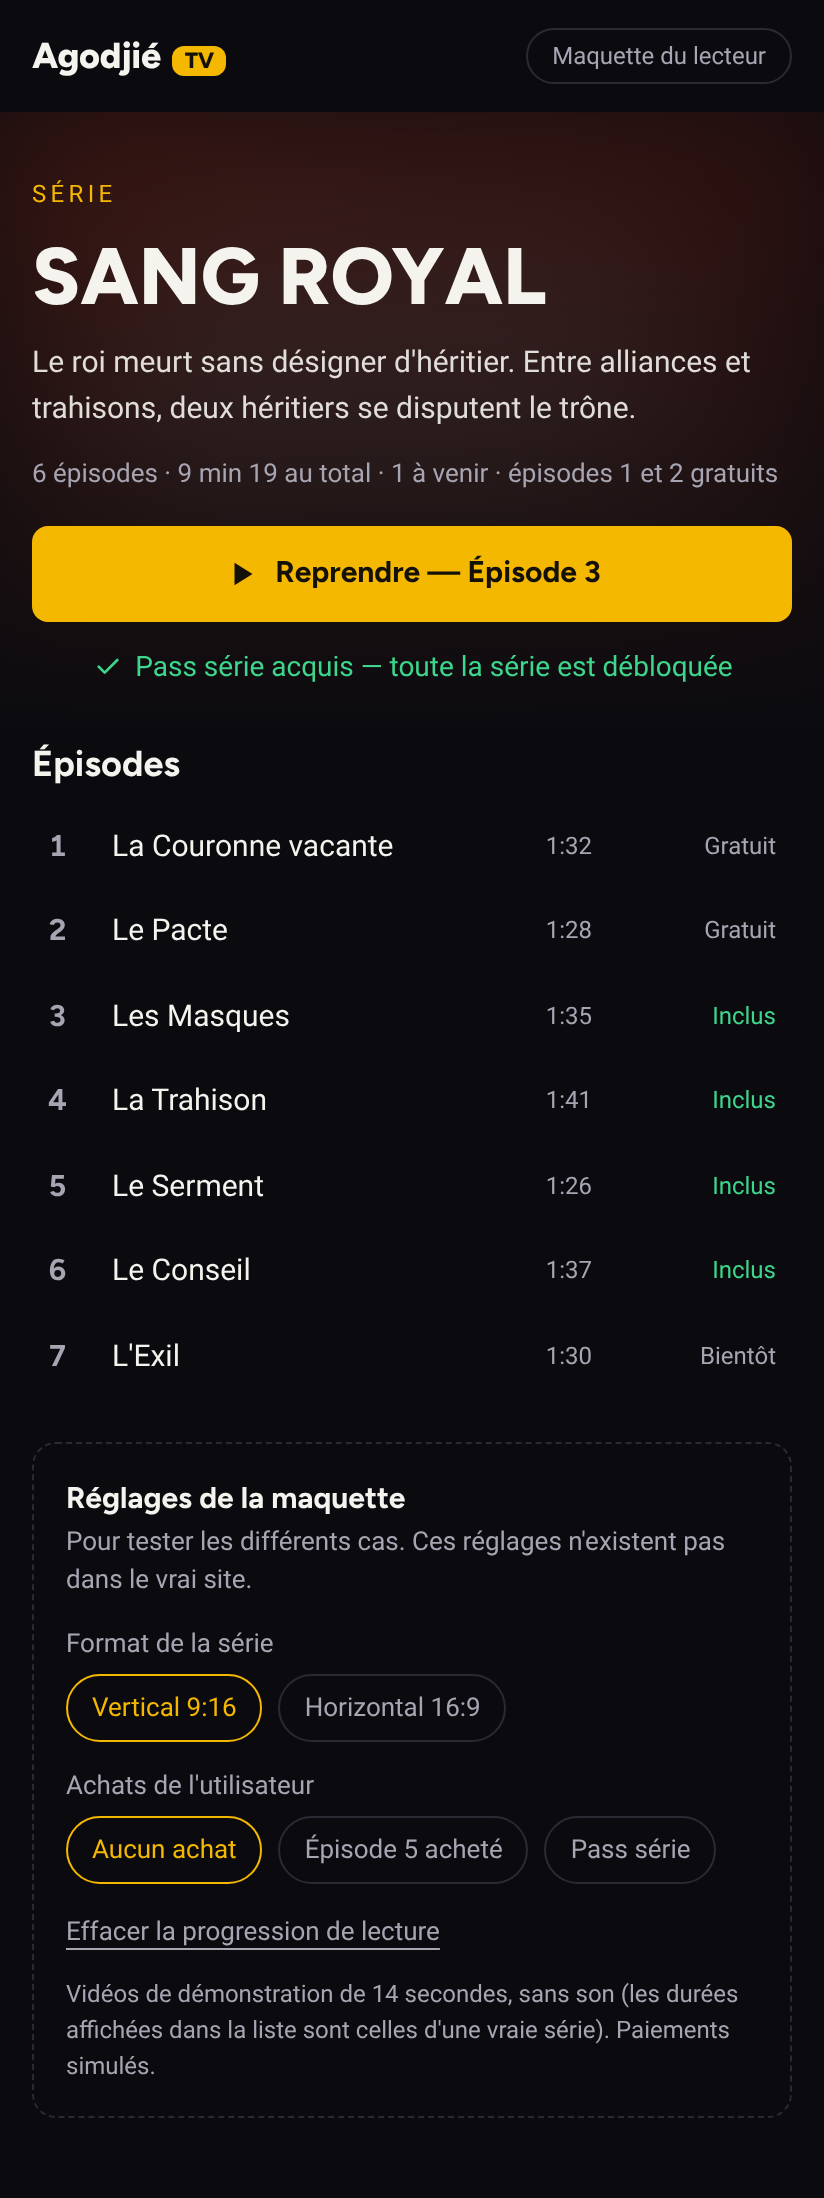 Agodjié TV
Maquette du lecteur
SÉRIE
SANG ROYAL
Le roi meurt sans désigner d'héritier. Entre alliances et
trahisons, deux héritiers se disputent le trône.
6 épisodes · 9 min 19 au total · 1 à venir · épisodes 1 et 2 gratuits
Reprendre — Épisode 3
Pass série acquis — toute la série est débloquée
Épisodes
1 La Couronne vacante 1:32 Gratuit
2 Le Pacte 1:28 Gratuit
3 Les Masques 1:35 Inclus
4 La Trahison 1:41 Inclus
5 Le Serment 1:26 Inclus
6 Le Conseil 1:37 Inclus
7 L'Exil 1:30 Bientôt
Réglages de la maquette
Pour tester les différents cas. Ces réglages n'existent pas
dans le vrai site.
Format de la série
Vertical 9:16 Horizontal 16:9
Achats de l'utilisateur
Aucun achat Épisode 5 acheté Pass série
Effacer la progression de lecture
Vidéos de démonstration de 14 secondes, sans son (les durées
affichées dans la liste sont celles d'une vraie série). Paiements
simulés.